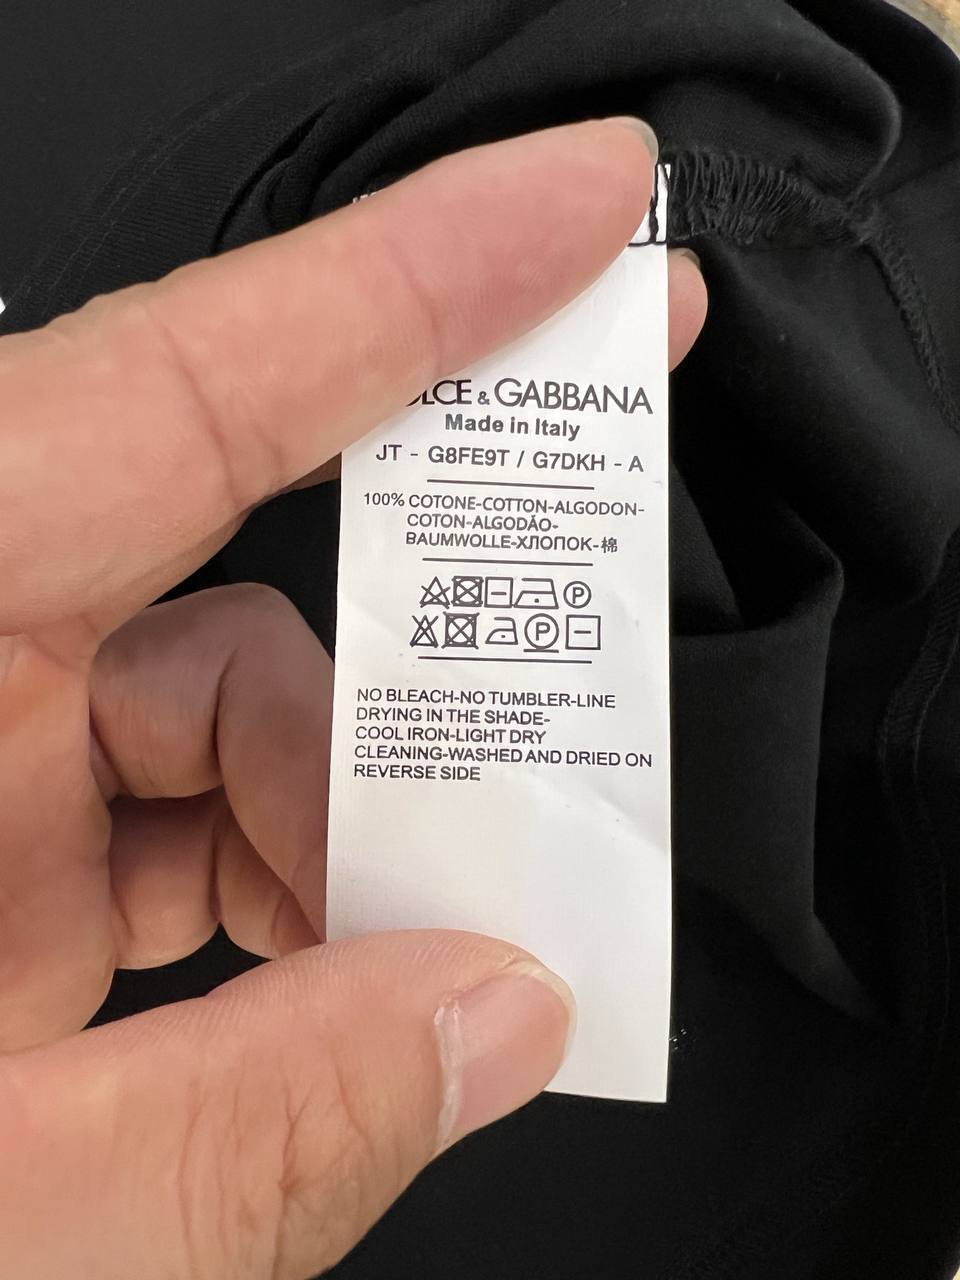 & GABBANA
Made in Italy
JT - G8FE9T / G7DKH - A
100% COTONE-COTTON-ALGODON-
COTON-ALGODÃO-
BAUMWOLLE-ХЛОПОК-棉
P
P
NO BLEACH-NO TUMBLER-LINE
DRYING IN THE SHADE-
COOL IRON-LIGHT DRY
CLEANING-WASHED AND DRIED ON
REVERSE SIDE